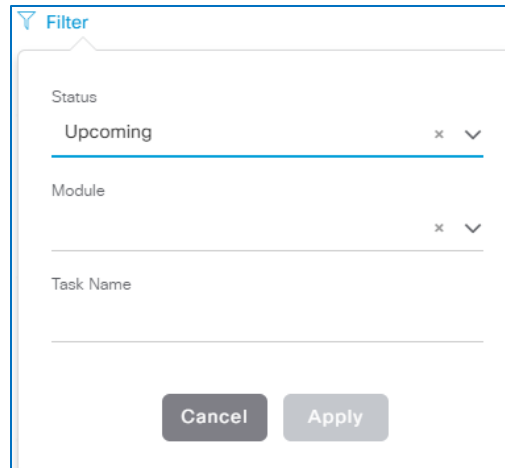 Filter
Status
Upcoming
Module
Task Name
Cancel Apply